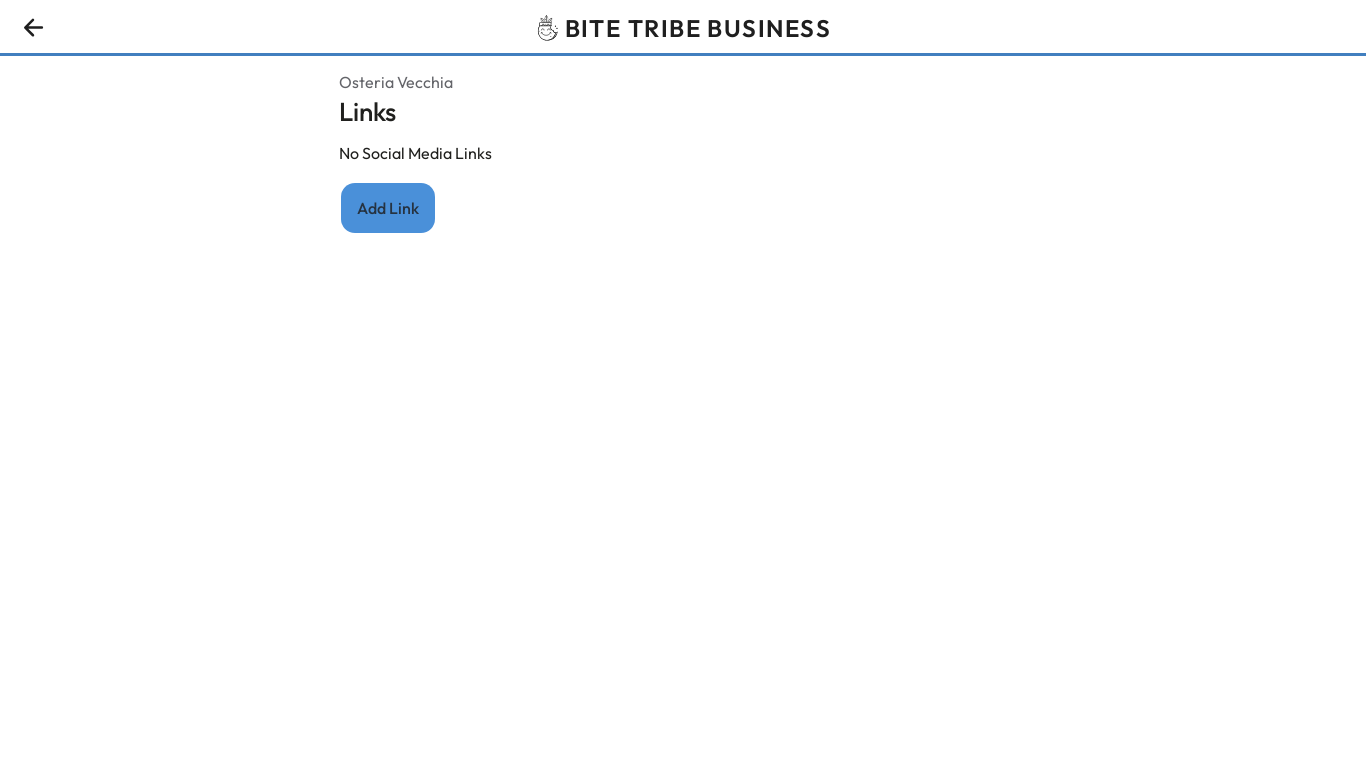 BITE TRIBE BUSINESS
Osteria Vecchia
Links
No Social Media Links
Add Link